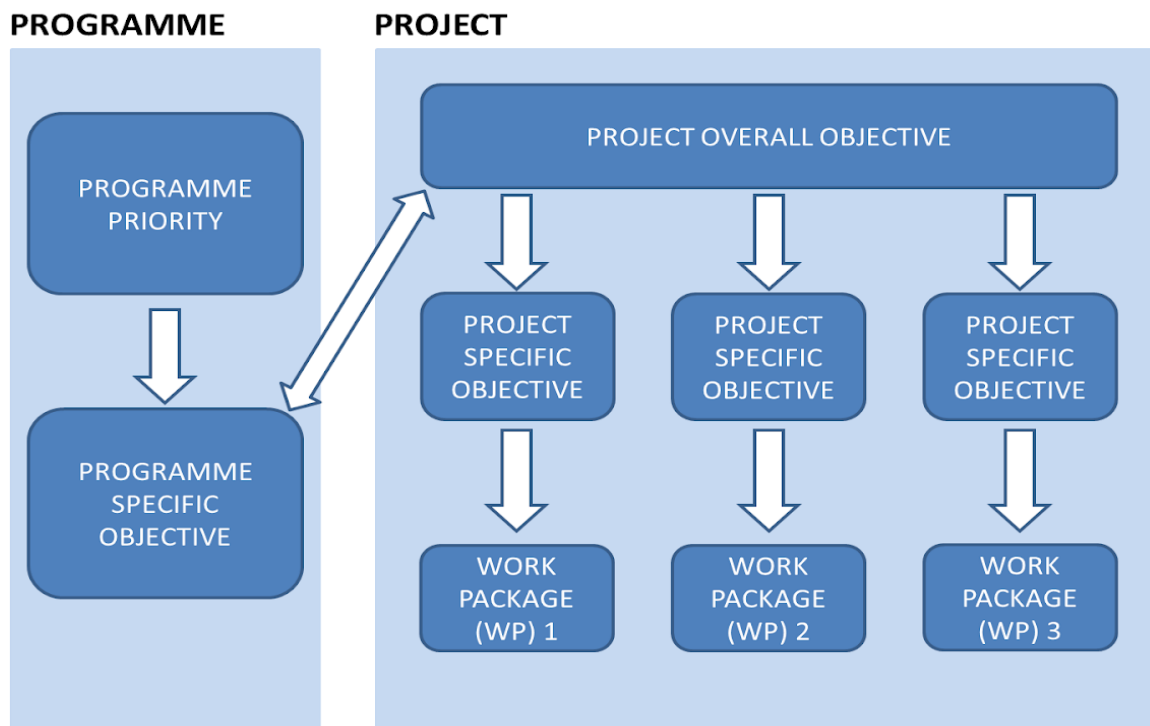 PROGRAMME
PROJECT
PROGRAMME
PRIORITY
PROGRAMME
SPECIFIC
OBJECTIVE
PROJECT OVERALL OBJECTIVE
PROJECT
SPECIFIC
OBJECTIVE
PROJECT
SPECIFIC
OBJECTIVE
PROJECT
SPECIFIC
OBJECTIVE
WORK
PACKAGE
(WP) 1
WORK
PACKAGE
(WP) 2
WORK
PACKAGE
(WP) 3